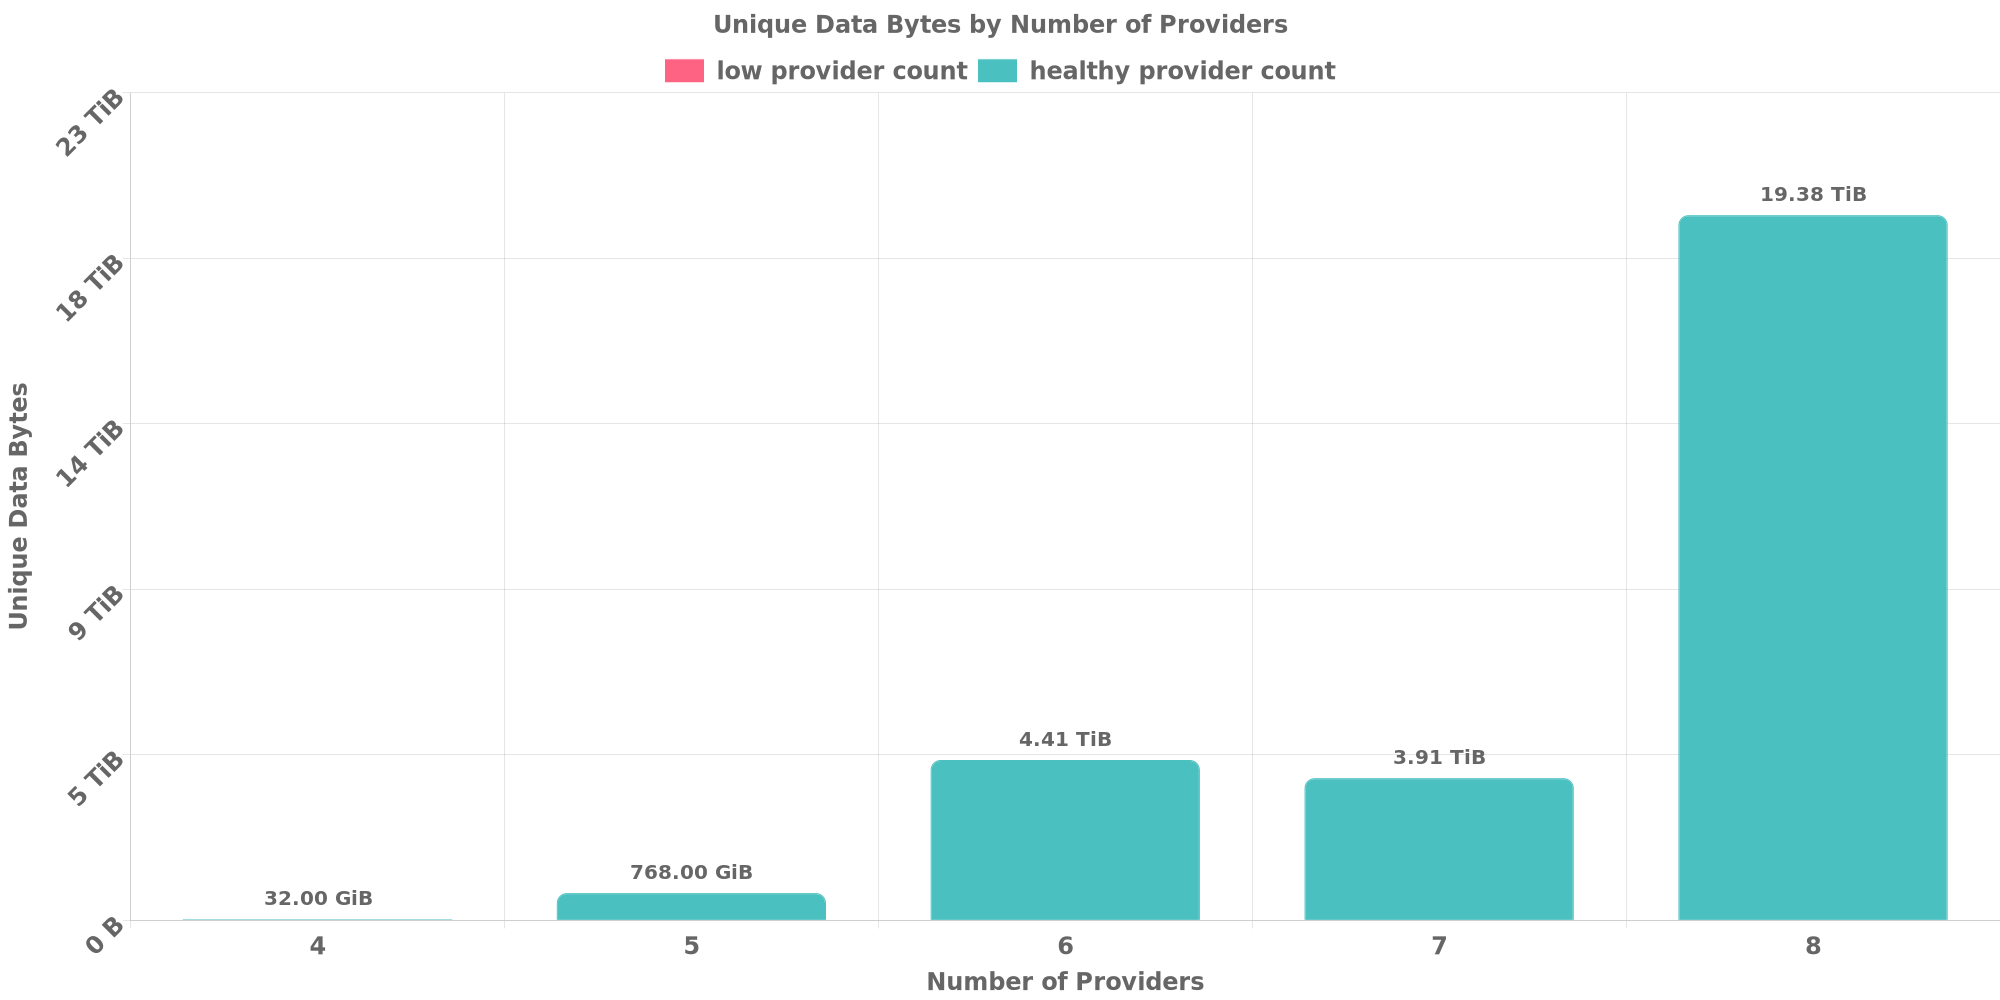 Unique Data Bytes by Number of Providers
low provider count
healthy provider count
Unique Data Bytes
23 TiB
18 TiB
14 TiB
9 TiB
5 TiB
0 B
32.00 GiB
768.00 GiB
4.41 TiB
3.91 TiB
19.38 TiB
4
5
6
7
8
Number of Providers